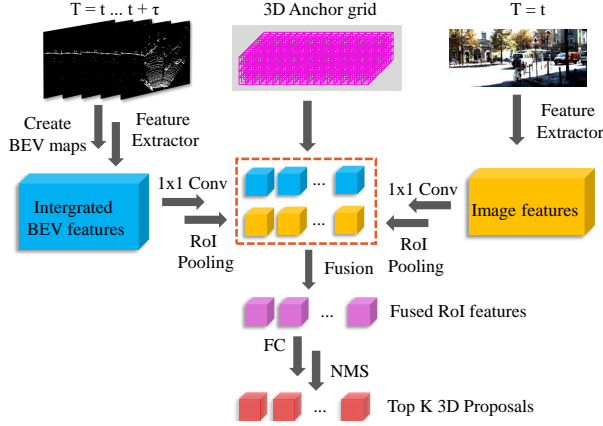 T = t ... t + τ
3D Anchor grid
T = t
Create
BEV maps
Feature
Extractor
Feature
Extractor
Intergrated
BEV features
1x1 Conv
RoI
Pooling
...
...
1x1 Conv
RoI
Pooling
Image features
Fusion
...
Fused RoI features
FC
NMS
...
Top K 3D Proposals